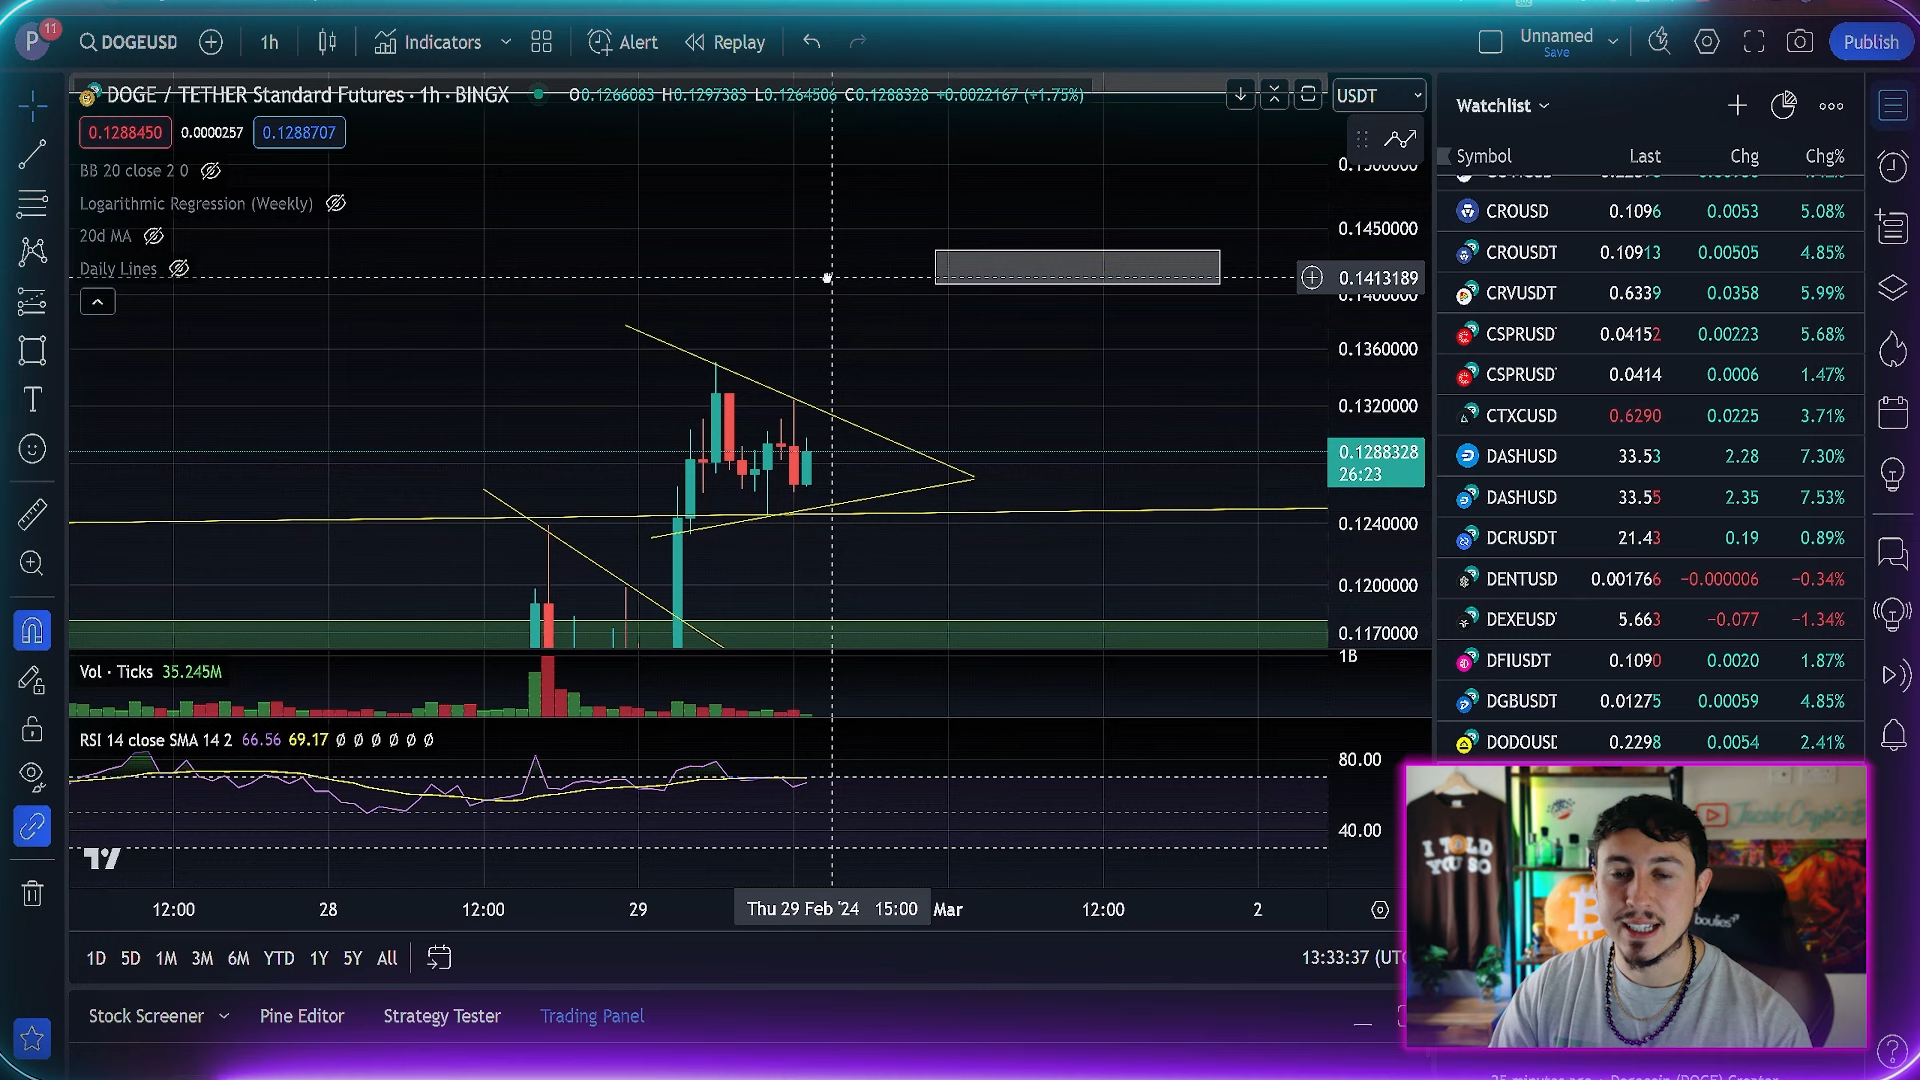 P
11
DOGEUSD
1h
Indicators
Alert
Replay
Unnamed
Save
Publish
DOGE / TETHER Standard Futures · 1h · BINGX
O0.1266083 H0.1297383 L0.1264506 C0.1288328 +0.0022167 (+1.75%)
USDT
0.1288450
0.0000257
0.1288707
BB 20 close 2 0
Logarithmic Regression (Weekly)
20d MA
Daily Lines
0.1450000
0.1413189
0.1400000
0.1360000
0.1320000
0.1288328
26:23
0.1240000
0.1200000
0.1170000
Vol · Ticks 35.245M
1B
RSI 14 close SMA 14 2 66.56 69.17 Ø Ø Ø Ø Ø Ø
80.00
40.00
12:00
28
12:00
29
Thu 29 Feb '24 15:00
Mar
12:00
2
1D 5D 1M 3M 6M YTD 1Y 5Y All
13:33:37 (UTC
Stock Screener
Pine Editor
Strategy Tester
Trading Panel
Watchlist
Symbol Last Chg Chg%
CROUSD 0.1096 0.0053 5.08%
CROUSDT 0.10913 0.00505 4.85%
CRVUSDT 0.6339 0.0358 5.99%
CSPRUSD 0.04152 0.00223 5.68%
CSPRUSD 0.0414 0.0006 1.47%
CTXCUSD 0.6290 0.0225 3.71%
DASHUSD 33.53 2.28 7.30%
DASHUSD 33.55 2.35 7.53%
DCRUSDT 21.43 0.19 0.89%
DENTUSD 0.001766 −0.000006 −0.34%
DEXEUSD 5.663 −0.077 −1.34%
DFIUSDT 0.1090 0.0020 1.87%
DGBUSDT 0.01275 0.00059 4.85%
DODOUSD 0.2298 0.0054 2.41%
I TOLD
YOU SO
Jacob Crypto B
boulies